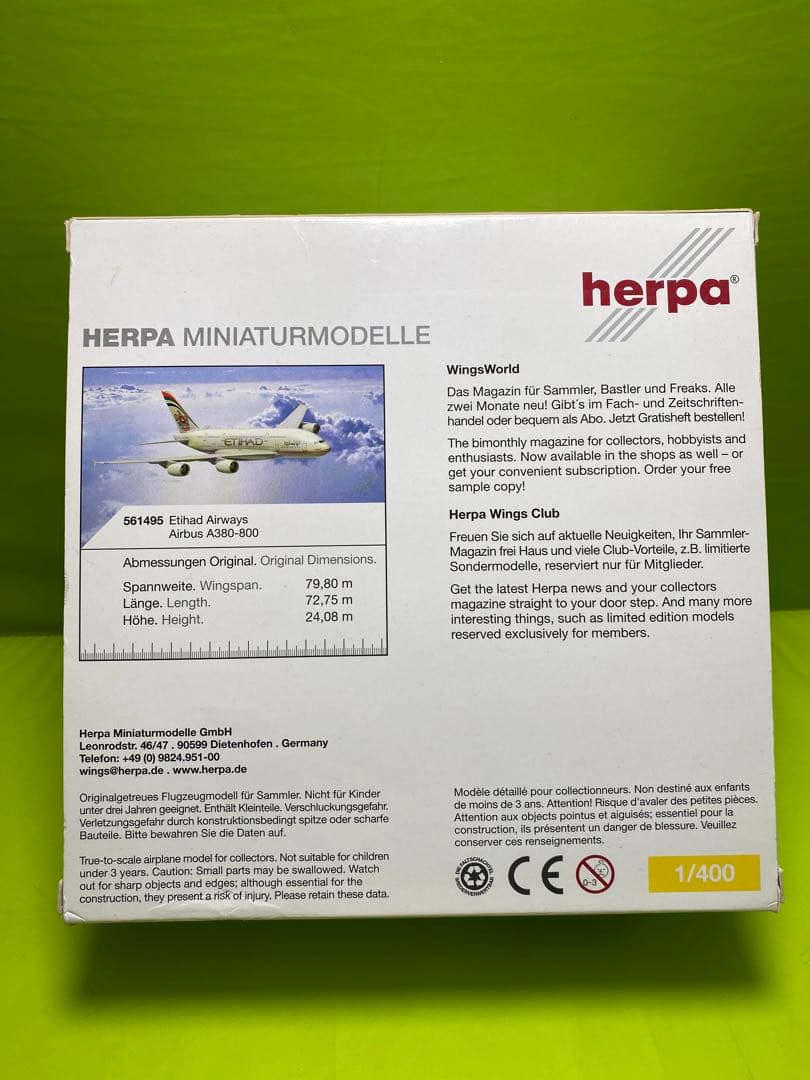 herpa®
HERPA MINIATURMODELLE
ETIHAD
561495 Etihad Airways
Airbus A380-800
Abmessungen Original. Original Dimensions.
Spannweite. Wingspan. 79,80 m
Länge. Length. 72,75 m
Höhe. Height. 24,08 m
WingsWorld
Das Magazin für Sammler, Bastler und Freaks. Alle
zwei Monate neu! Gibt´s im Fach- und Zeitschriften-
handel oder bequem als Abo. Jetzt Gratisheft bestellen!
The bimonthly magazine for collectors, hobbyists and
enthusiasts. Now available in the shops as well – or
get your convenient subscription. Order your free
sample copy!
Herpa Wings Club
Freuen Sie sich auf aktuelle Neuigkeiten, Ihr Sammler-
Magazin frei Haus und viele Club-Vorteile, z.B. limitierte
Sondermodelle, reserviert nur für Mitglieder.
Get the latest Herpa news and your collectors
magazine straight to your door step. And many more
interesting things, such as limited edition models
reserved exclusively for members.
Herpa Miniaturmodelle GmbH
Leonrodstr. 46/47 . 90599 Dietenhofen . Germany
Telefon: +49 (0) 9824.951-00
wings@herpa.de . www.herpa.de
Originalgetreues Flugzeugmodell für Sammler. Nicht für Kinder
unter drei Jahren geeignet. Enthält Kleinteile. Verschluckungsgefahr.
Verletzungsgefahr durch konstruktionsbedingt spitze oder scharfe
Bauteile. Bitte bewahren Sie die Daten auf.
True-to-scale airplane model for collectors. Not suitable for children
under 3 years. Caution: Small parts may be swallowed. Watch
out for sharp objects and edges; although essential for the
construction, they present a risk of injury. Please retain these data.
Modèle détaillé pour collectionneurs. Non destiné aux enfants
de moins de 3 ans. Attention! Risque d'avaler des petites pièces.
Attention aux objects pointus et aiguisés; essentiel pour la
construction, ils présentent un danger de blessure. Veuillez
conserver ces renseignements.
DIE FALTSCHACHTEL
WIEDERVERWERTBAR
CE
0-3
1/400